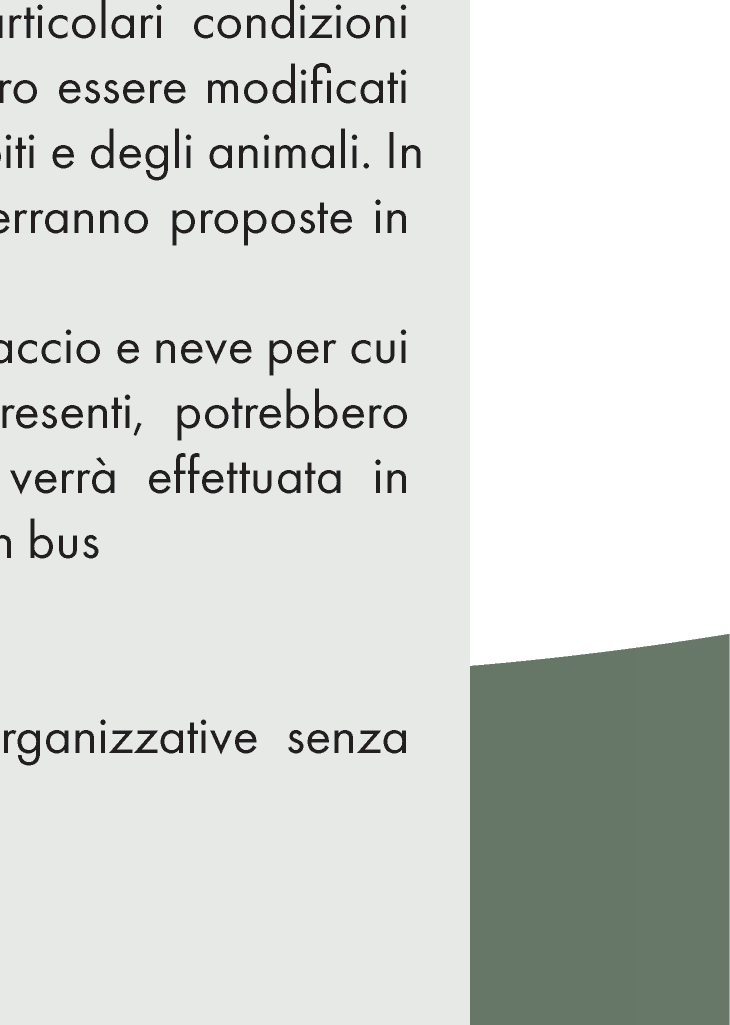 articolari condizioni
ro essere modificati
iti e degli animali. In
erranno proposte in
accio e neve per cui
resenti, potrebbero
verrà effettuata in
n bus
rganizzative senza